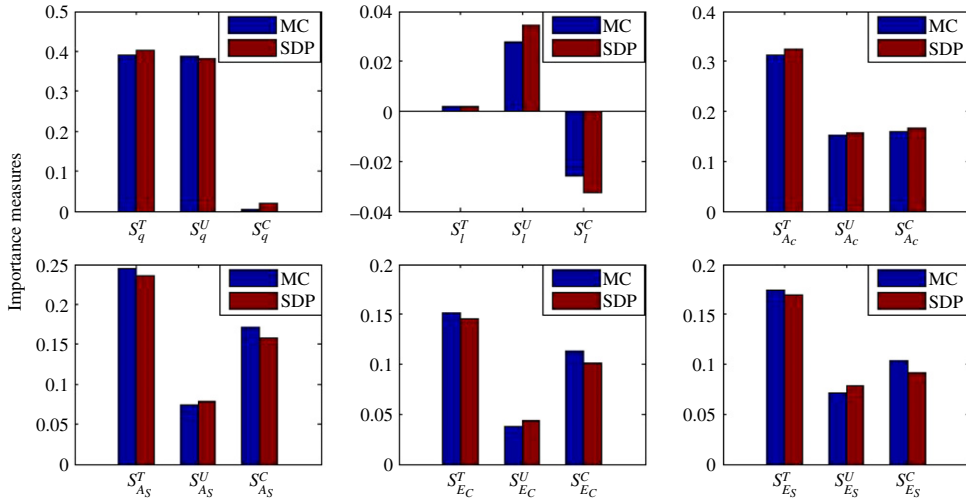 Importance measures
0.5
0.4
0.3
0.2
0.1
0
MC
SDP
S_q^T S_q^U S_q^C
0.04
0.02
0
−0.02
−0.04
MC
SDP
S_l^T S_l^U S_l^C
0.4
0.3
0.2
0.1
0
MC
SDP
S_{A_C}^T S_{A_C}^U S_{A_C}^C
0.25
0.2
0.15
0.1
0.05
0
MC
SDP
S_{A_S}^T S_{A_S}^U S_{A_S}^C
0.2
0.15
0.1
0.05
0
MC
SDP
S_{E_C}^T S_{E_C}^U S_{E_C}^C
0.2
0.15
0.1
0.05
0
MC
SDP
S_{E_S}^T S_{E_S}^U S_{E_S}^C